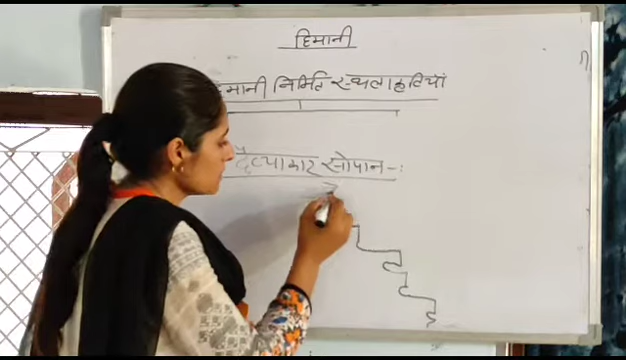 हिमानी
मानी निर्मित स्थलाकृतियां
दैत्याकार सोपान -: